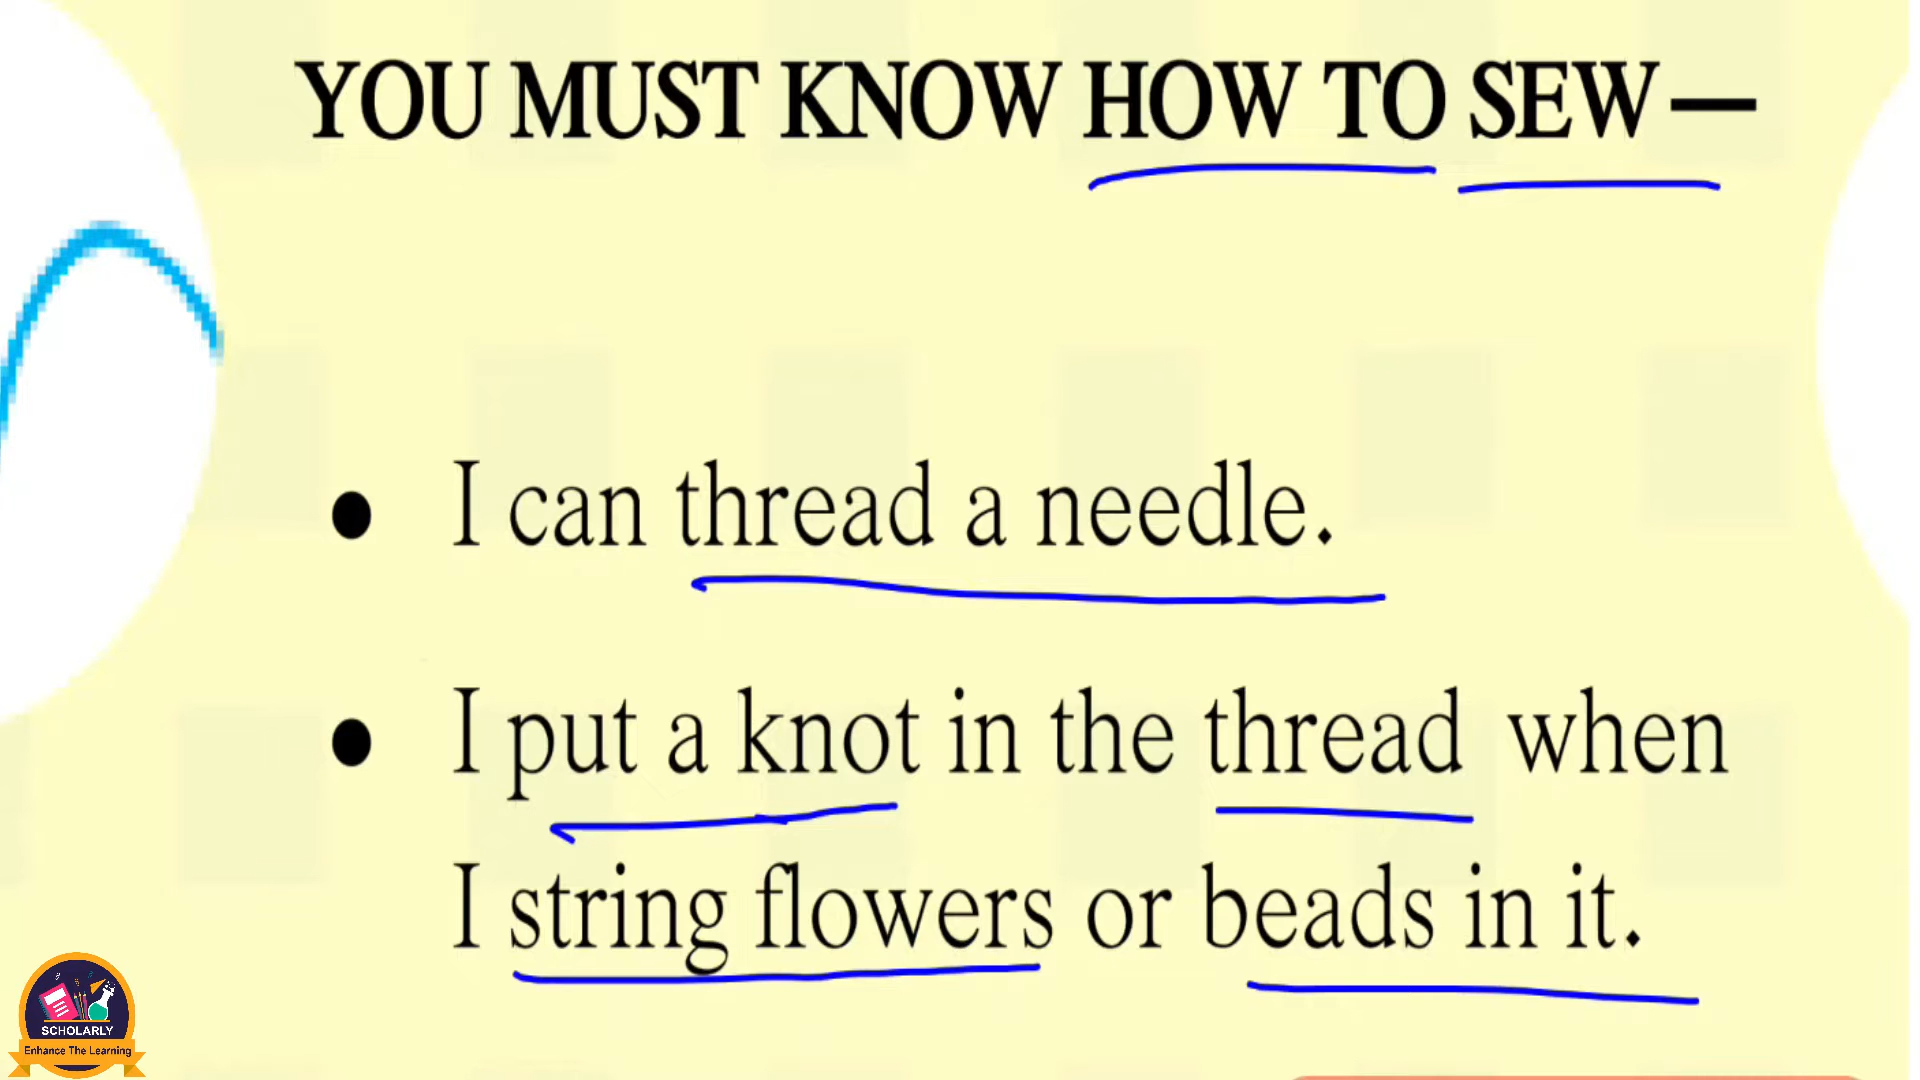 YOU MUST KNOW HOW TO SEW—
• I can thread a needle.
• I put a knot in the thread when
I string flowers or beads in it.
SCHOLARLY
Enhance The Learning